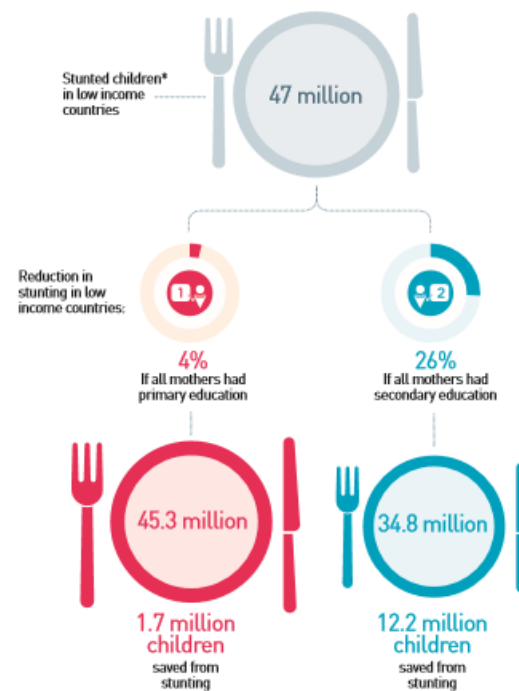 Stunted children*
in low income
countries
47 million
Reduction in
stunting in low
income countries:
1
2
4%
If all mothers had
primary education
26%
If all mothers had
secondary education
45.3 million
34.8 million
1.7 million
children
saved from
stunting
12.2 million
children
saved from
stunting